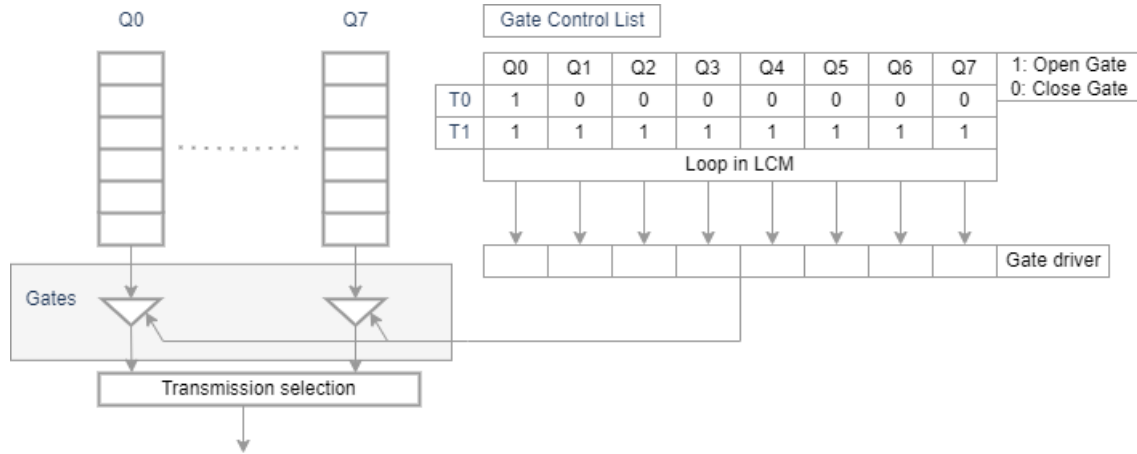 Q0 Q7 Gate Control List
Q0 Q1 Q2 Q3 Q4 Q5 Q6 Q7 1: Open Gate
0: Close Gate
T0 1 0 0 0 0 0 0 0
T1 1 1 1 1 1 1 1 1
Loop in LCM
Gate driver
Gates
Transmission selection